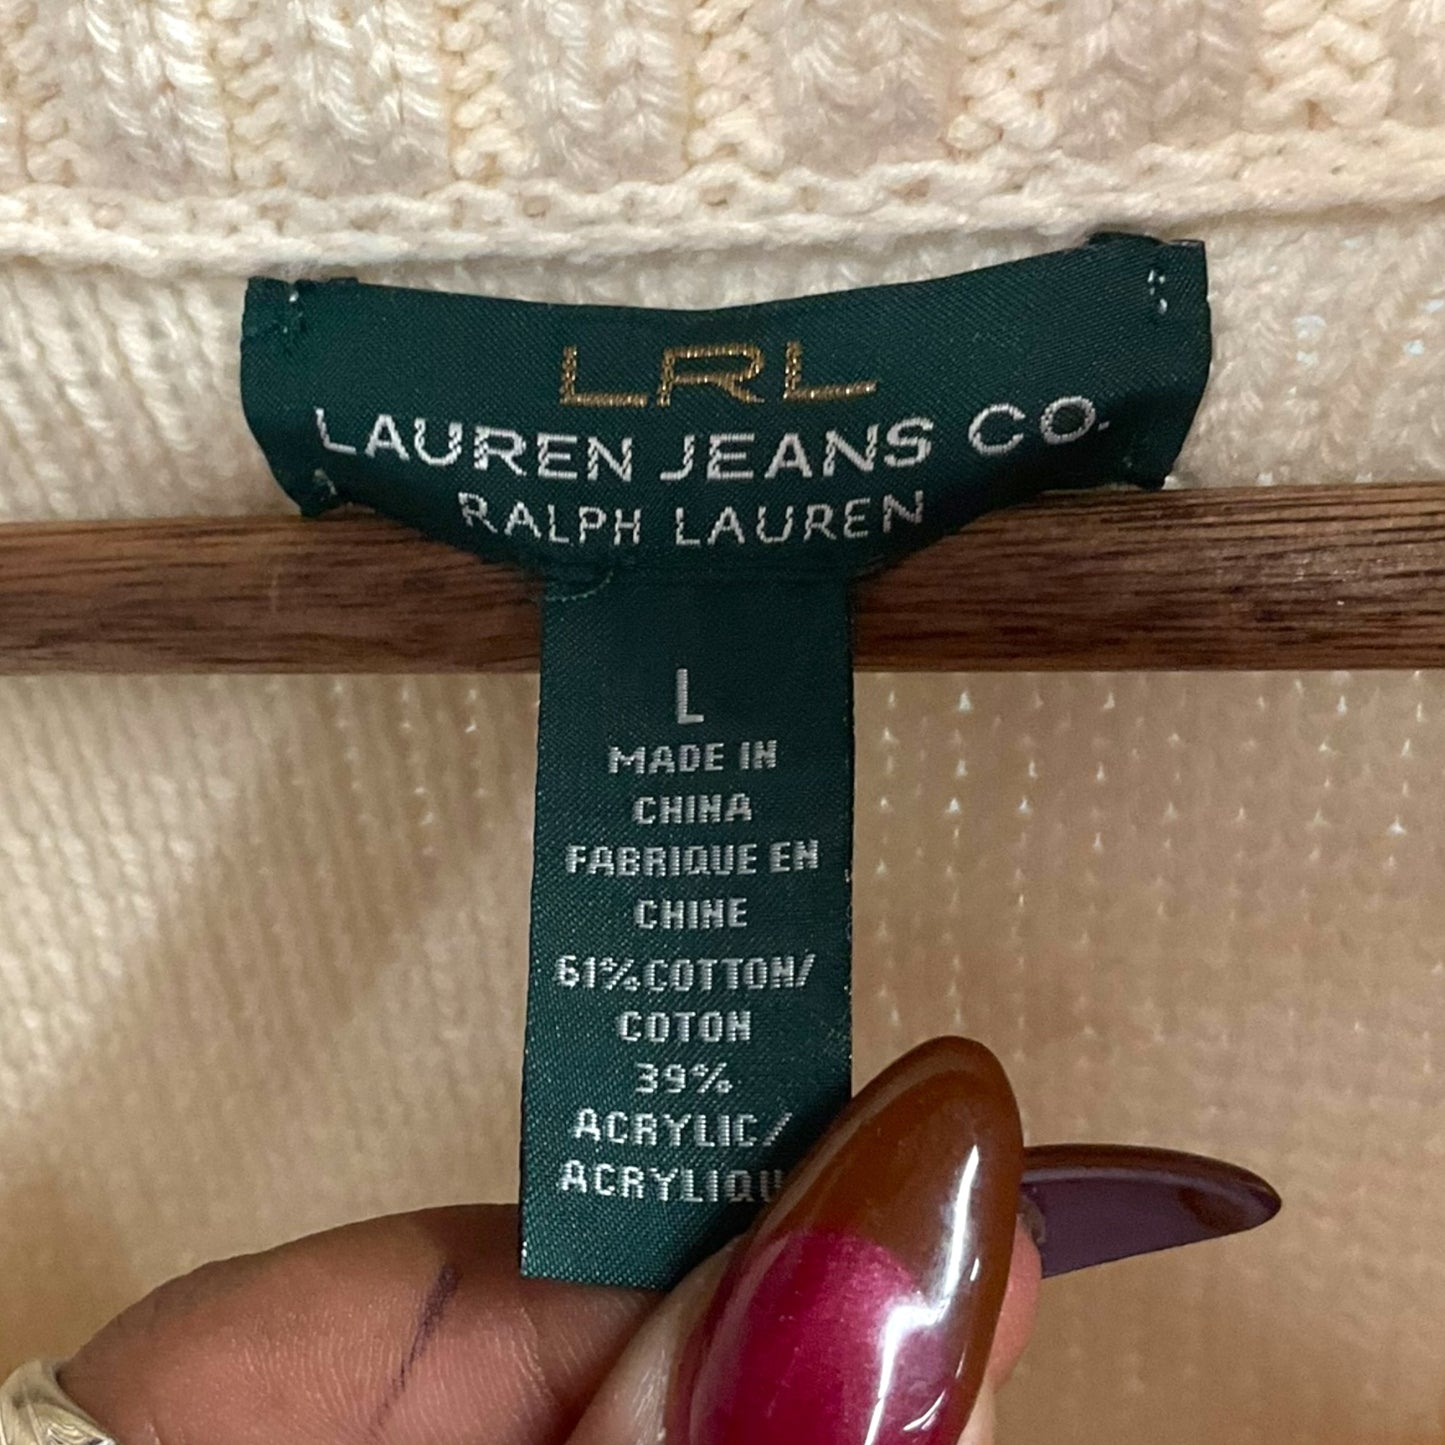 LRL
LAUREN JEANS CO.
RALPH LAUREN
L
MADE IN
CHINA
FABRIQUE EN
CHINE
61%COTTON/
COTON
39%
ACRYLIC/